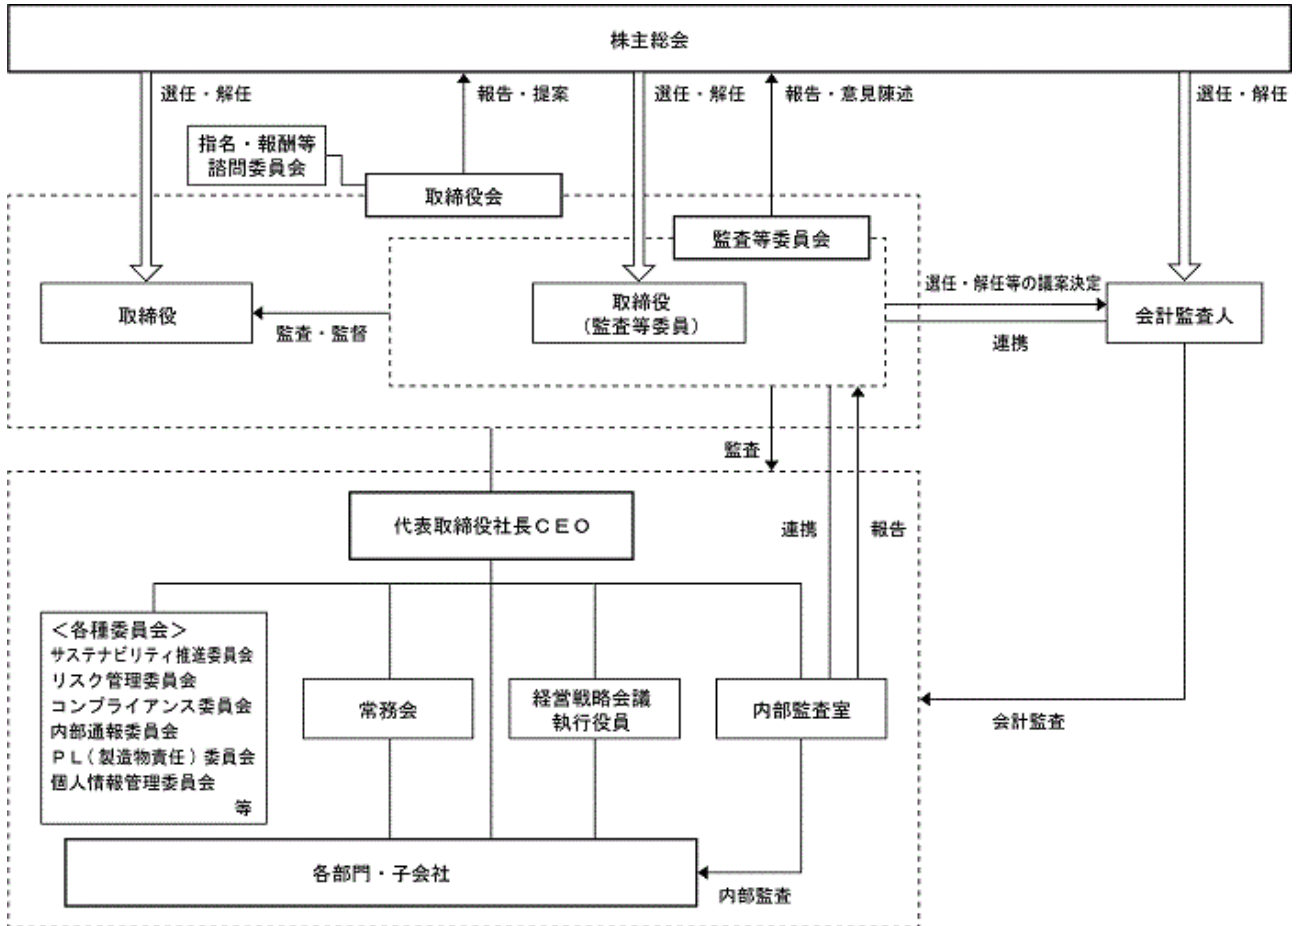 株主総会
選任・解任
報告・提案
選任・解任
報告・意見陳述
選任・解任
指名・報酬等
諮問委員会
取締役会
監査等委員会
取締役
監査・監督
取締役
(監査等委員)
選任・解任等の議案決定
連携
会計監査人
監査
代表取締役社長CEO
連携
報告
<各種委員会>
サステナビリティ推進委員会
リスク管理委員会
コンプライアンス委員会
内部通報委員会
PL(製造物責任)委員会
個人情報管理委員会
等
常務会
経営戦略会議
執行役員
内部監査室
会計監査
各部門・子会社
内部監査